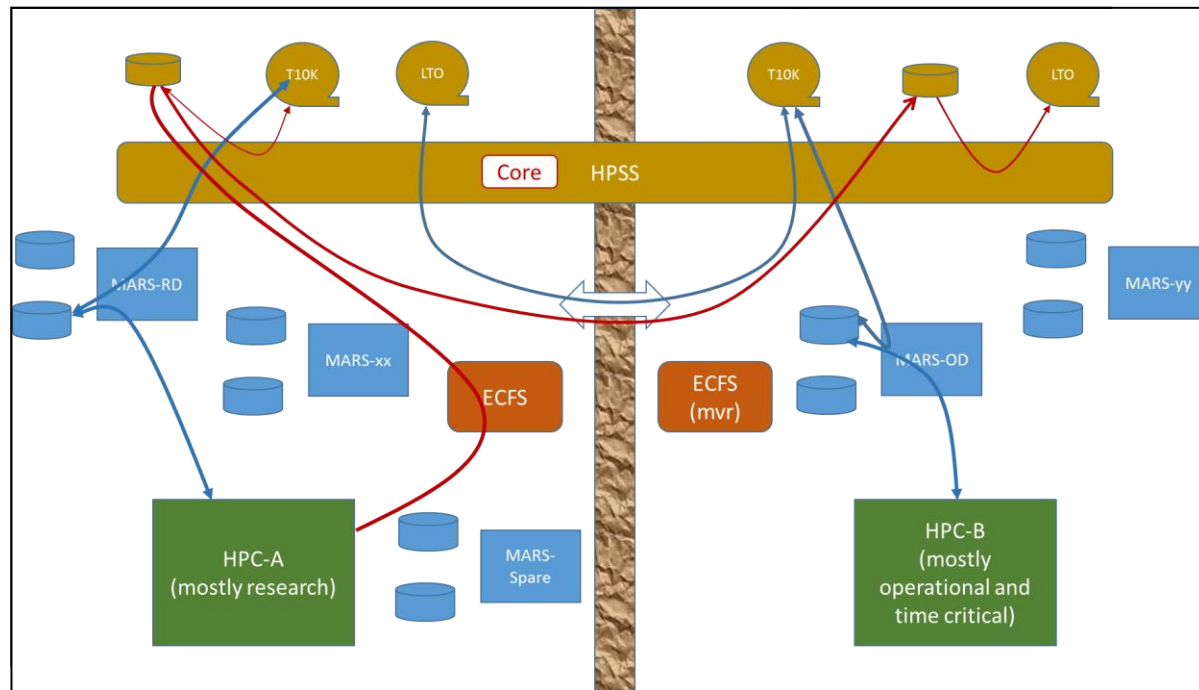 T10K
LTO
T10K
LTO
Core
HPSS
MARS-RD
MARS-xx
ECFS
ECFS
(mvr)
MARS-OD
MARS-yy
HPC-A
(mostly research)
MARS-
Spare
HPC-B
(mostly
operational and
time critical)